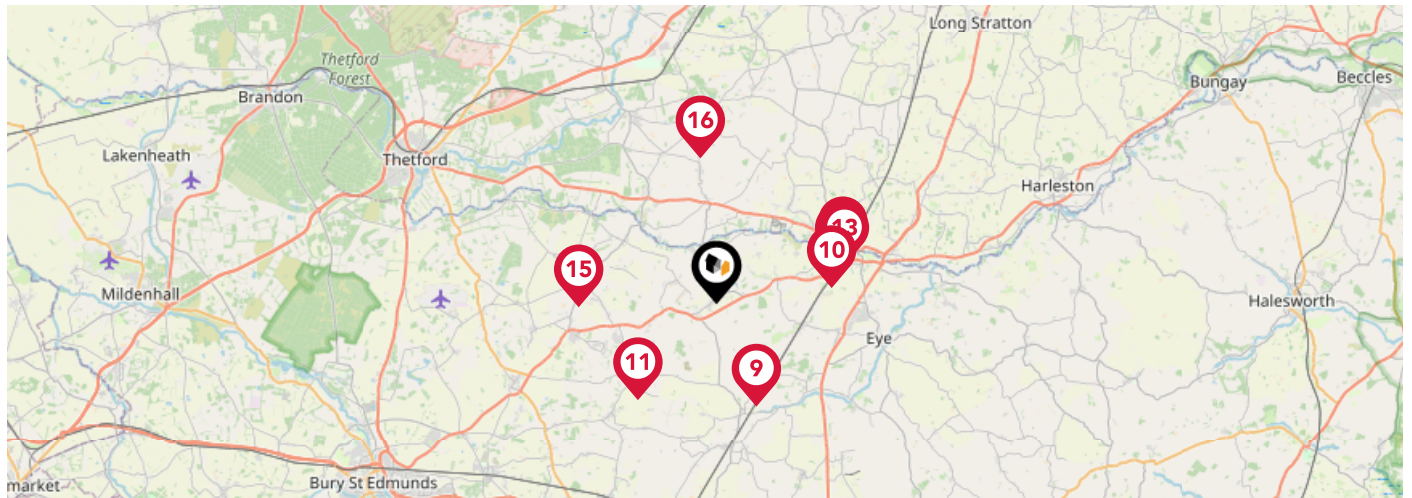 Long Stratton
Thetford
Forest
Bungay
Beccles
Brandon
16
Lakenheath
Thetford
Harleston
13
10
15
Mildenhall
Halesworth
Eye
11
9
Bury St Edmunds
market